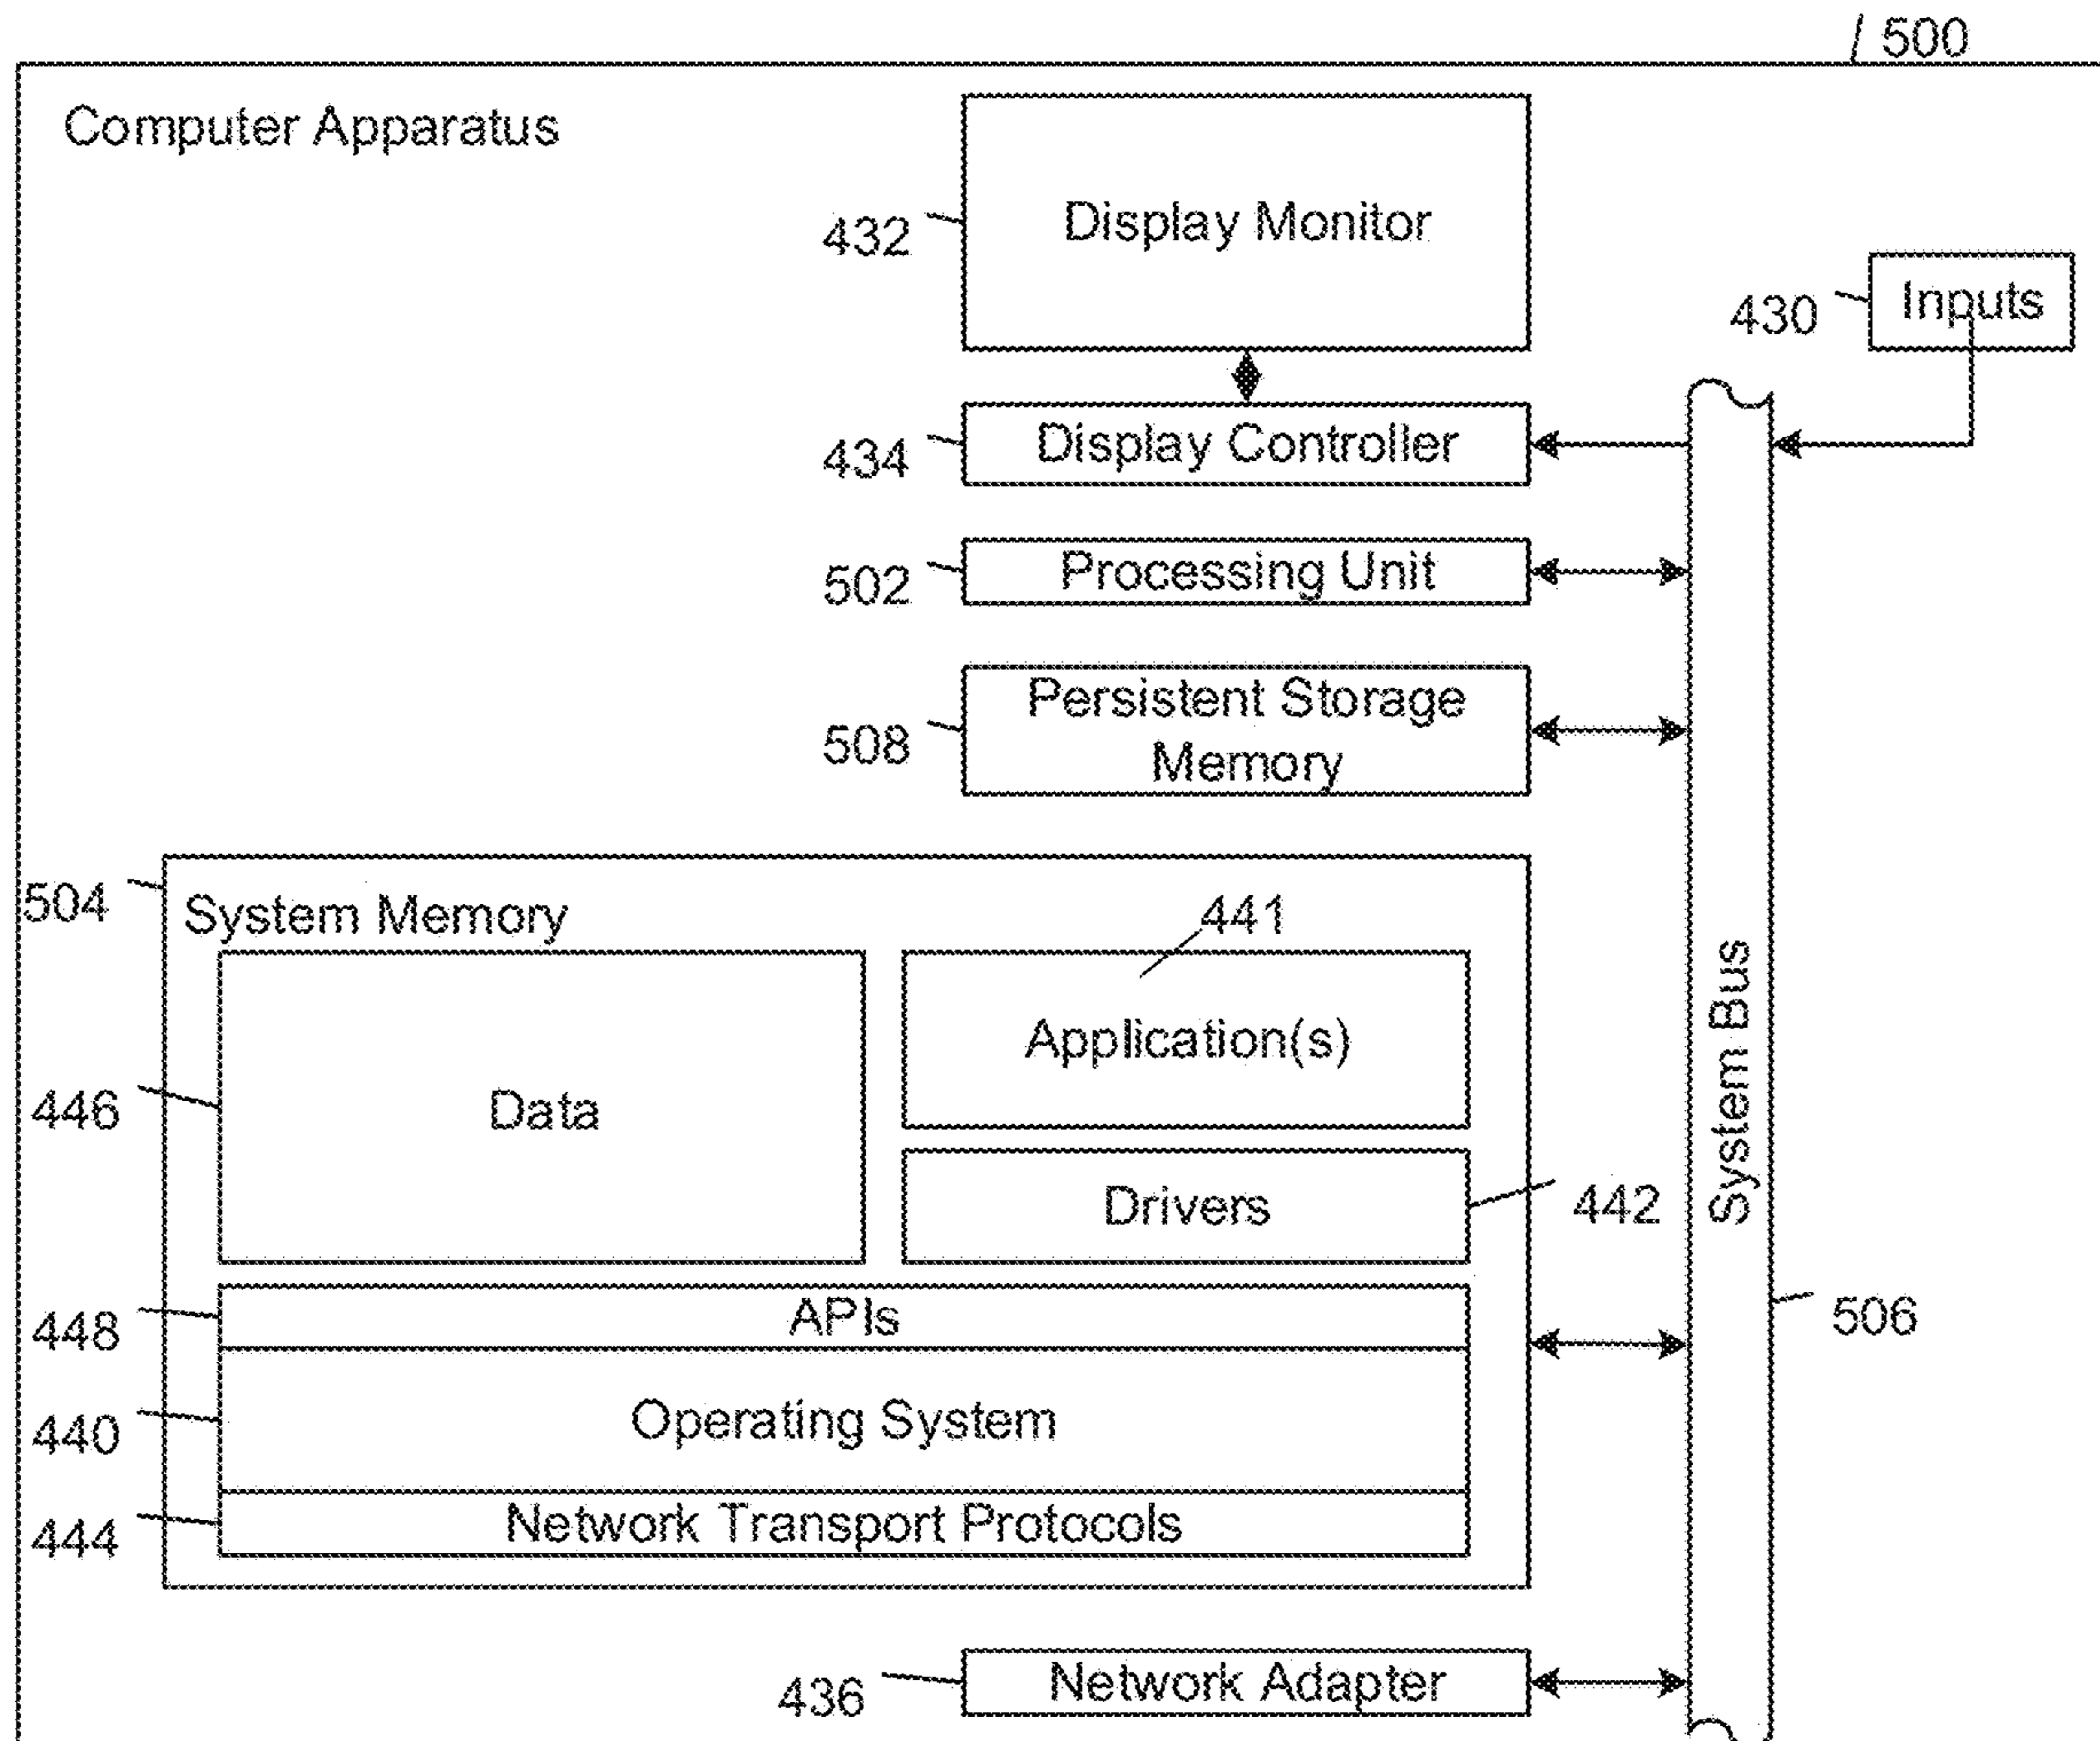 500
Computer Apparatus
432
Display Monitor
430
Inputs
434
Display Controller
502
Processing Unit
508
Persistent Storage
Memory
504
System Memory
441
Application(s)
446
Data
Drivers
442
System Bus
506
448
APIs
440
Operating System
444
Network Transport Protocols
436
Network Adapter